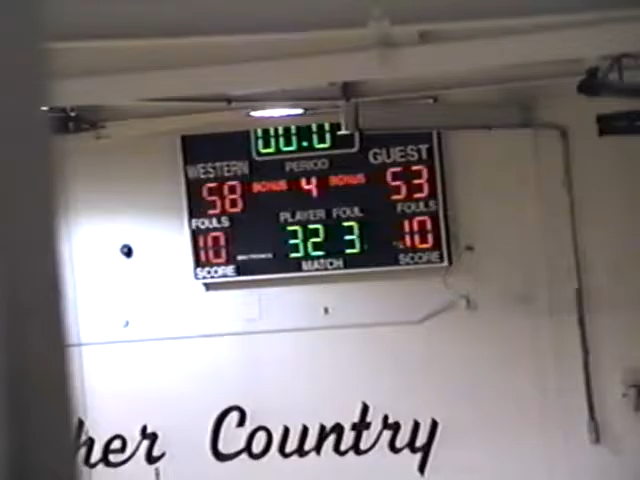 00.0
WESTERN PERIOD GUEST
58 BONUS 4 BONUS 53
FOULS PLAYER FOUL FOULS
10 32 3 10
SCORE MATCH SCORE
her Country